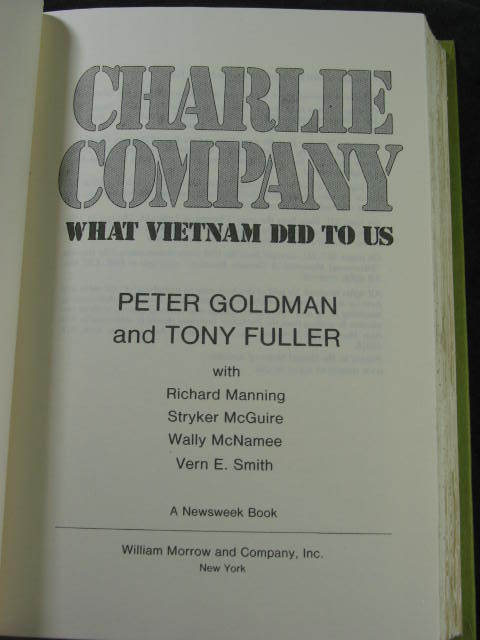 CHARLIE
COMPANY
WHAT VIETNAM DID TO US
PETER GOLDMAN
and TONY FULLER
with
Richard Manning
Stryker McGuire
Wally McNamee
Vern E. Smith
A Newsweek Book
William Morrow and Company, Inc.
New York